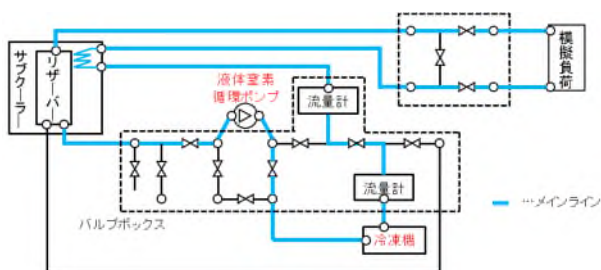 サブクーラー
リザーバー
液体窒素
循環ポンプ
流量計
模擬負荷
流量計
バルブボックス
冷凍機
…メインライン